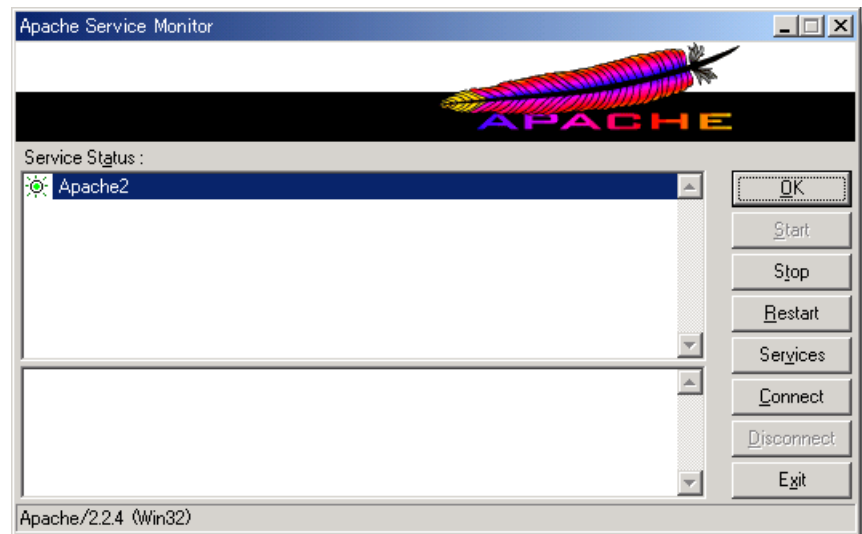 Apache Service Monitor
APACHE
Service Status :
Apache2
OK
Start
Stop
Restart
Services
Connect
Disconnect
Exit
Apache/2.2.4 (Win32)